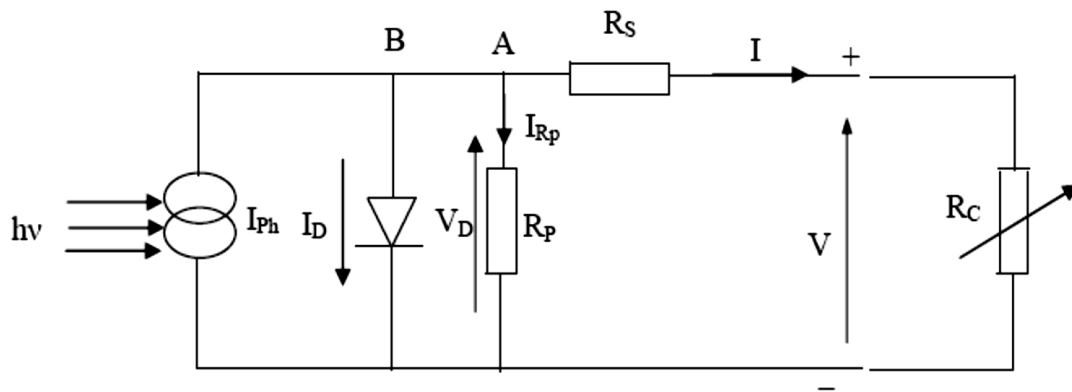 B A R_S I +
I_Rp
hν I_Ph I_D V_D R_P V R_C
−